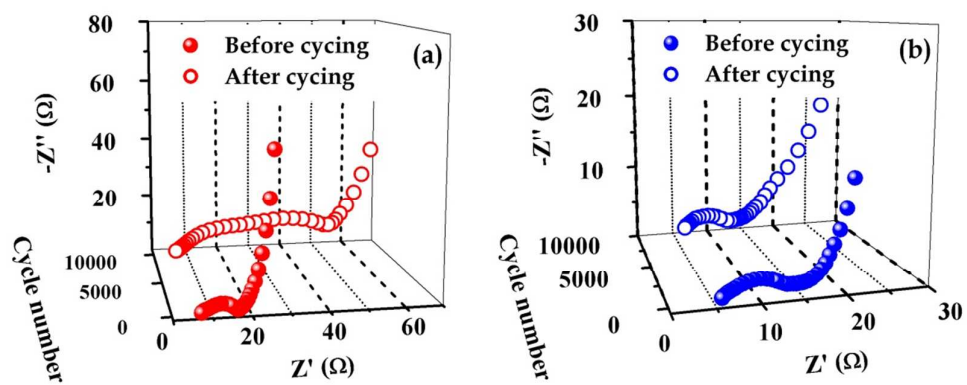 80
60
40
20
10000
5000
0
-Z'' (Ω)
Cycle number
Before cycing
After cycing
(a)
0
20
40
60
Z' (Ω)
30
20
10
10000
5000
0
-Z'' (Ω)
Cycle number
Before cycing
After cycing
(b)
0
10
20
30
Z' (Ω)